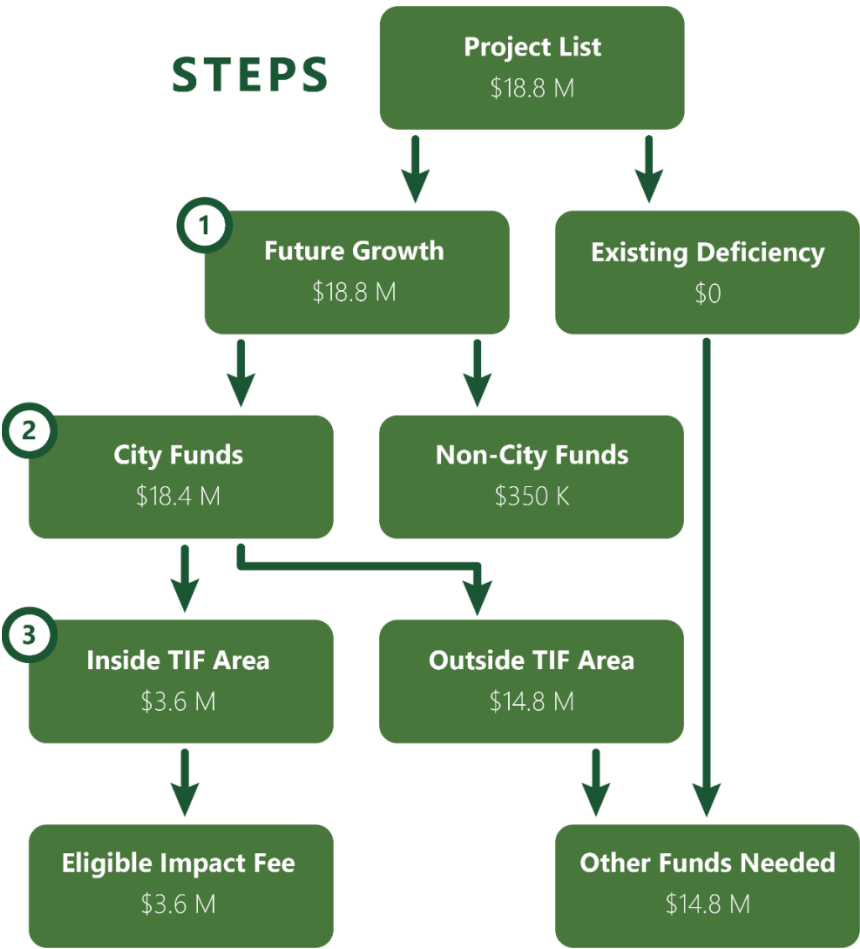 STEPS
Project List
$18.8 M
1
Future Growth
$18.8 M
Existing Deficiency
$0
2
City Funds
$18.4 M
Non-City Funds
$350 K
3
Inside TIF Area
$3.6 M
Outside TIF Area
$14.8 M
Eligible Impact Fee
$3.6 M
Other Funds Needed
$14.8 M